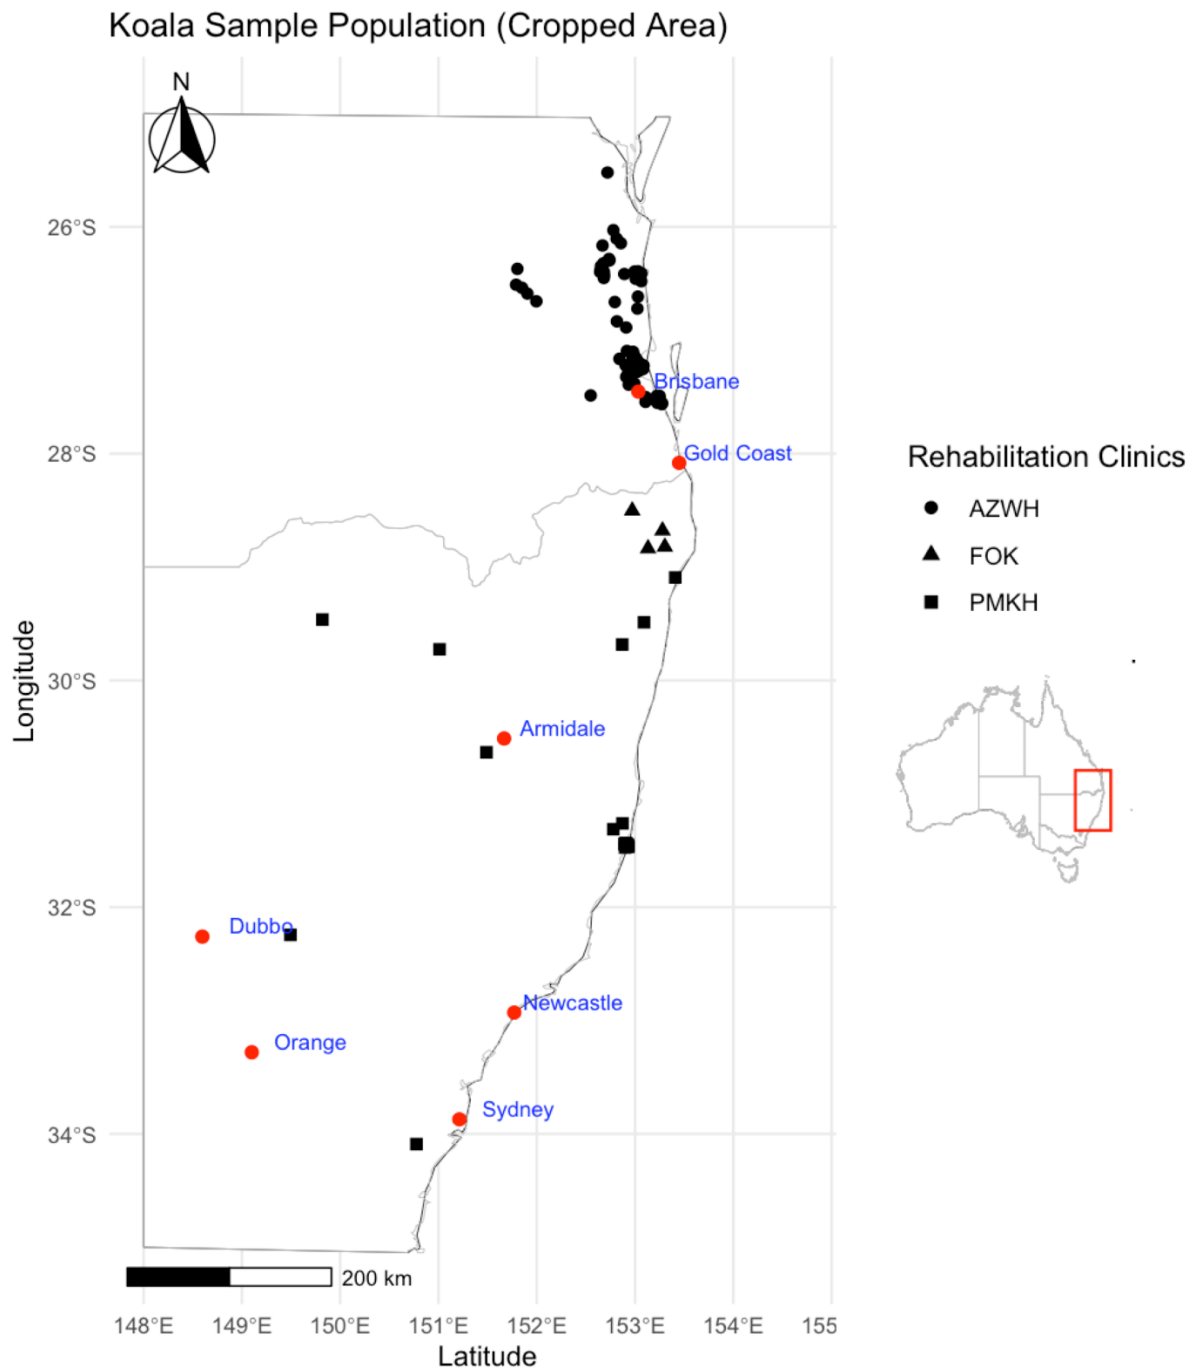 Koala Sample Population (Cropped Area)
N
26°S
28°S
30°S
32°S
34°S
Longitude
Brisbane
Gold Coast
Armidale
Dubbo
Newcastle
Orange
Sydney
200 km
148°E
149°E
150°E
151°E
152°E
153°E
154°E
155
Latitude
Rehabilitation Clinics
AZWH
FOK
PMKH